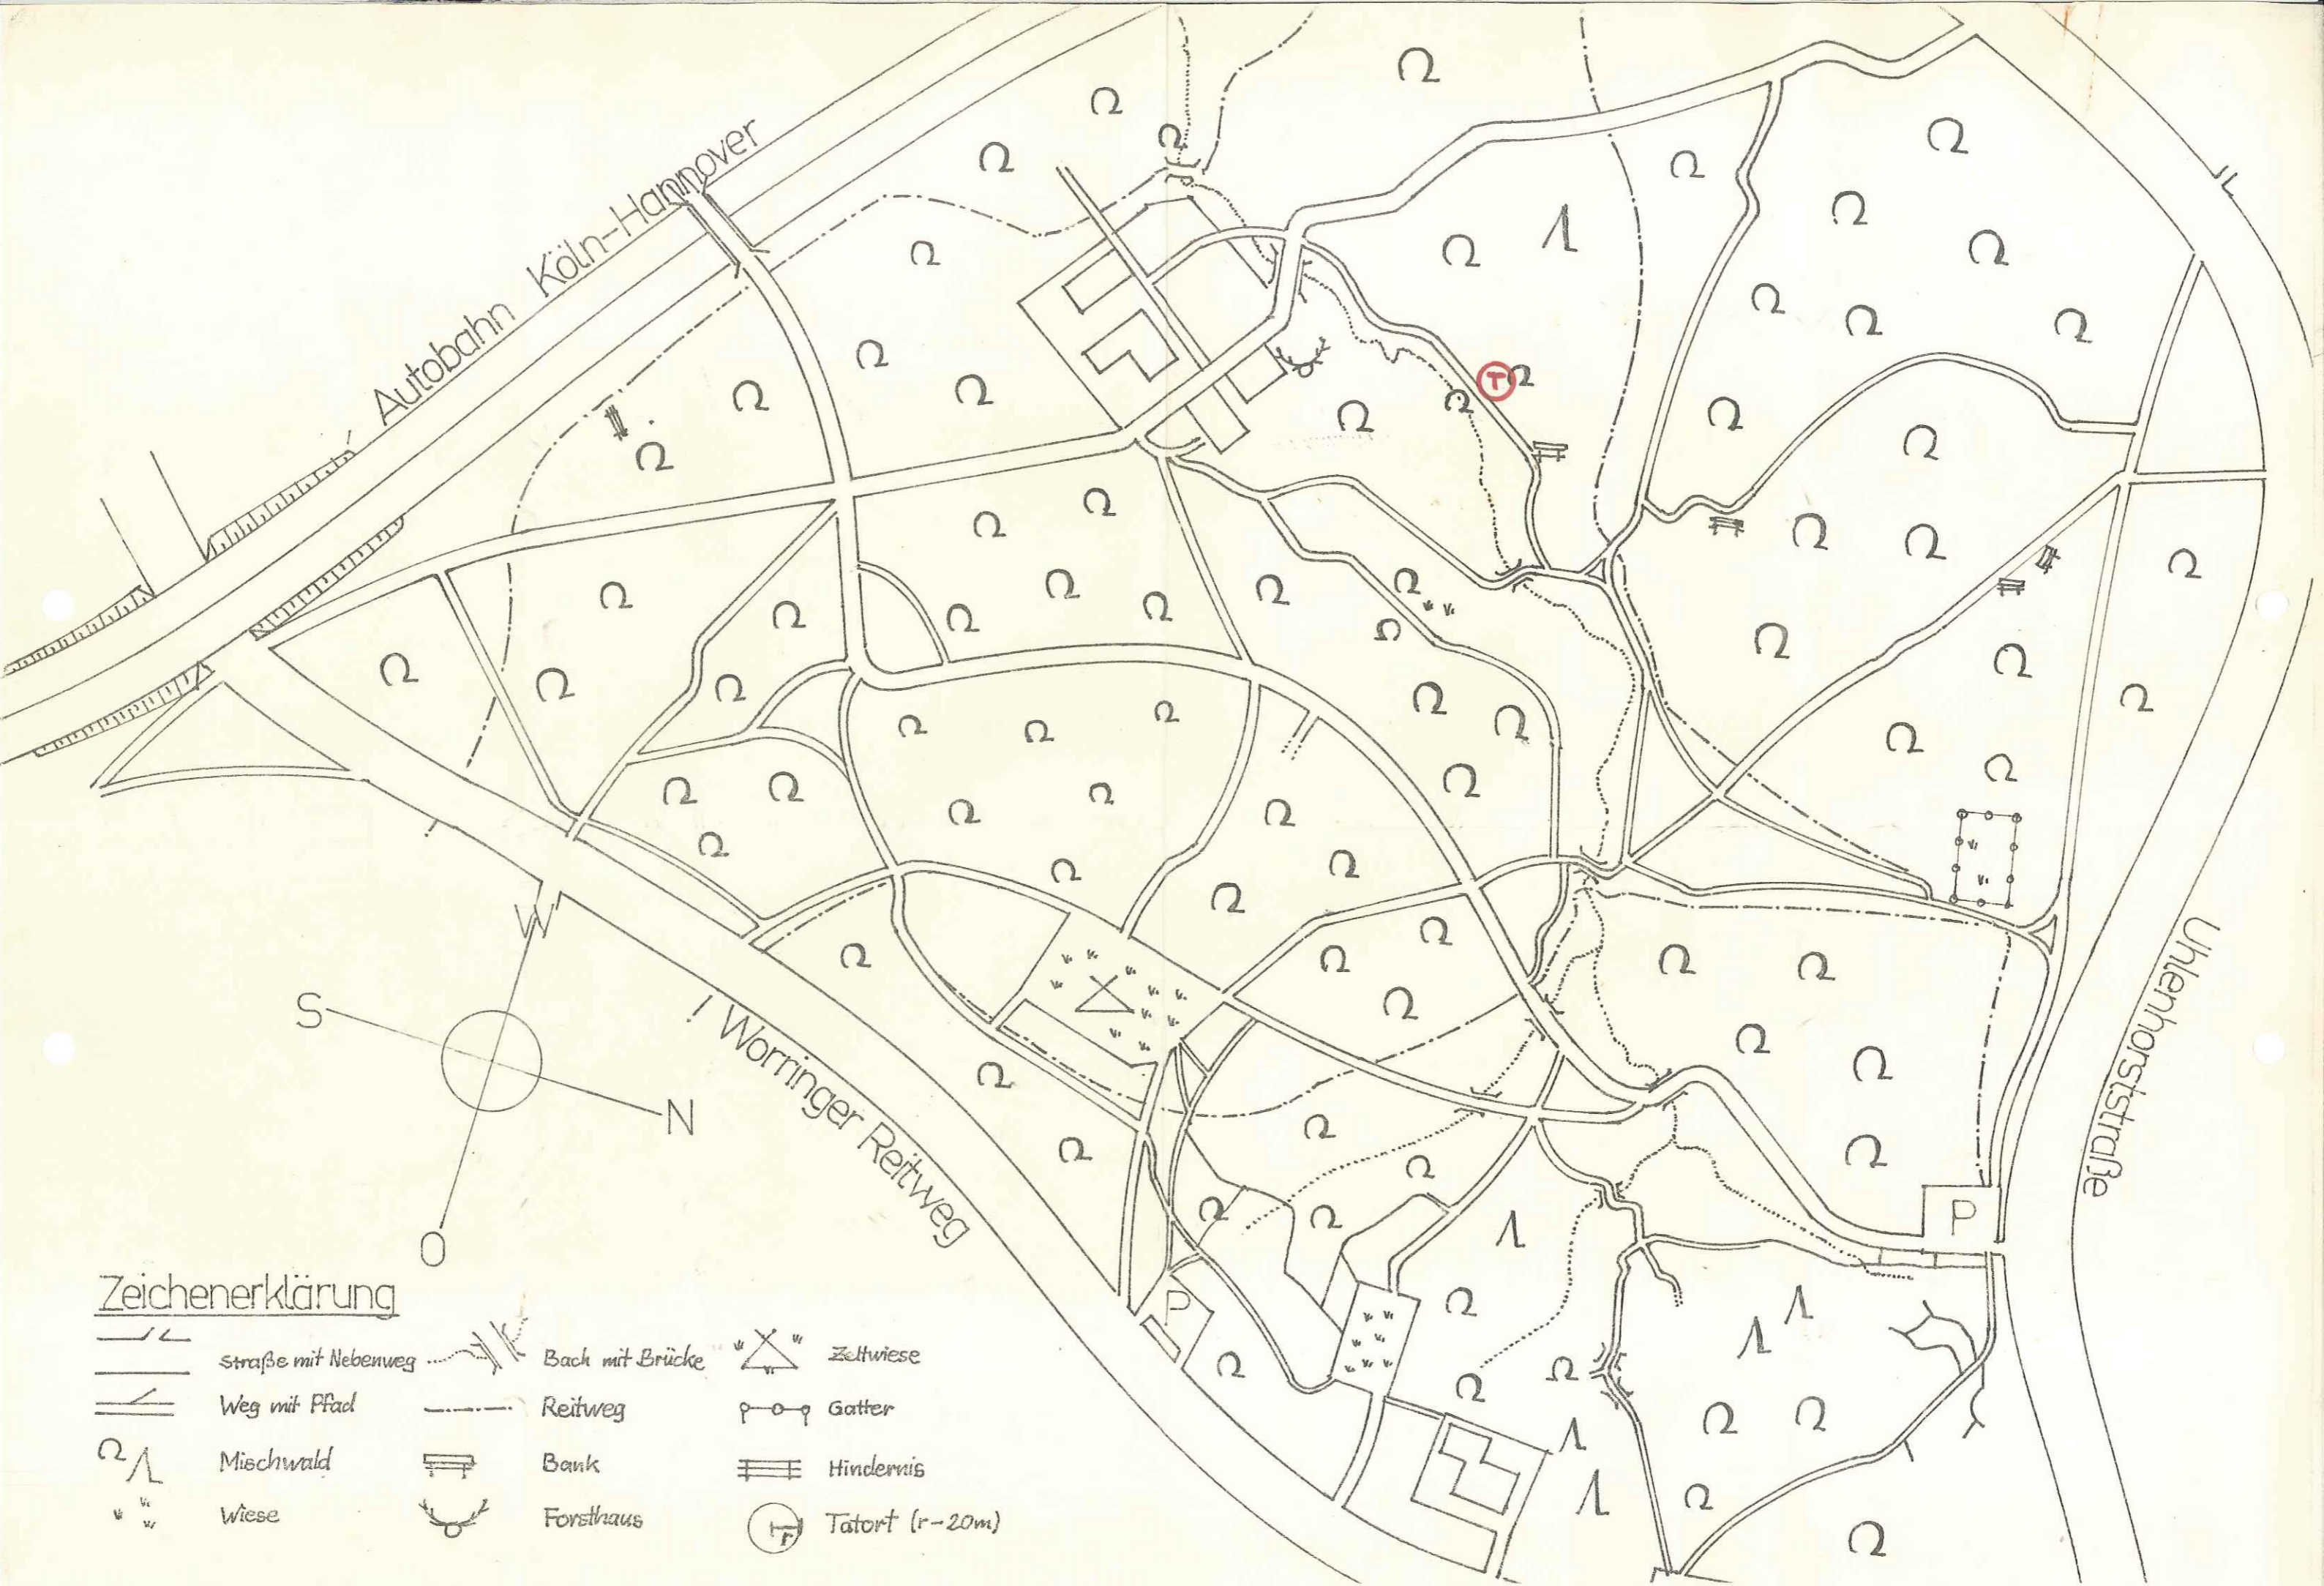 Autobahn Köln-Hannover
T
Uhlenhorststraße
W
S
N
O
! Worringer Reitweg
P
P
Zeichenerklärung
Straße mit Nebenweg
Bach mit Brücke
Zeltwiese
Weg mit Pfad
Reitweg
Gatter
Mischwald
Bank
Hindernis
Wiese
Forsthaus
Tatort (r-20m)